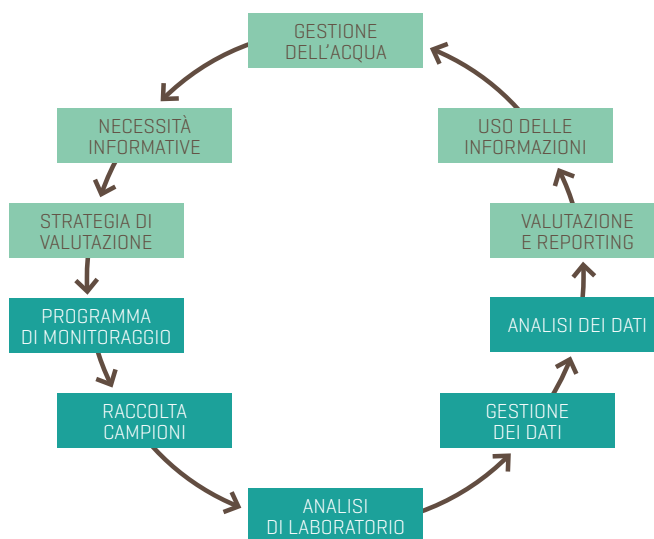 GESTIONE
DELL'ACQUA
NECESSITÀ
INFORMATIVE
USO DELLE
INFORMAZIONI
STRATEGIA DI
VALUTAZIONE
VALUTAZIONE
E REPORTING
PROGRAMMA
DI MONITORAGGIO
ANALISI DEI DATI
RACCOLTA
CAMPIONI
GESTIONE
DEI DATI
ANALISI
DI LABORATORIO